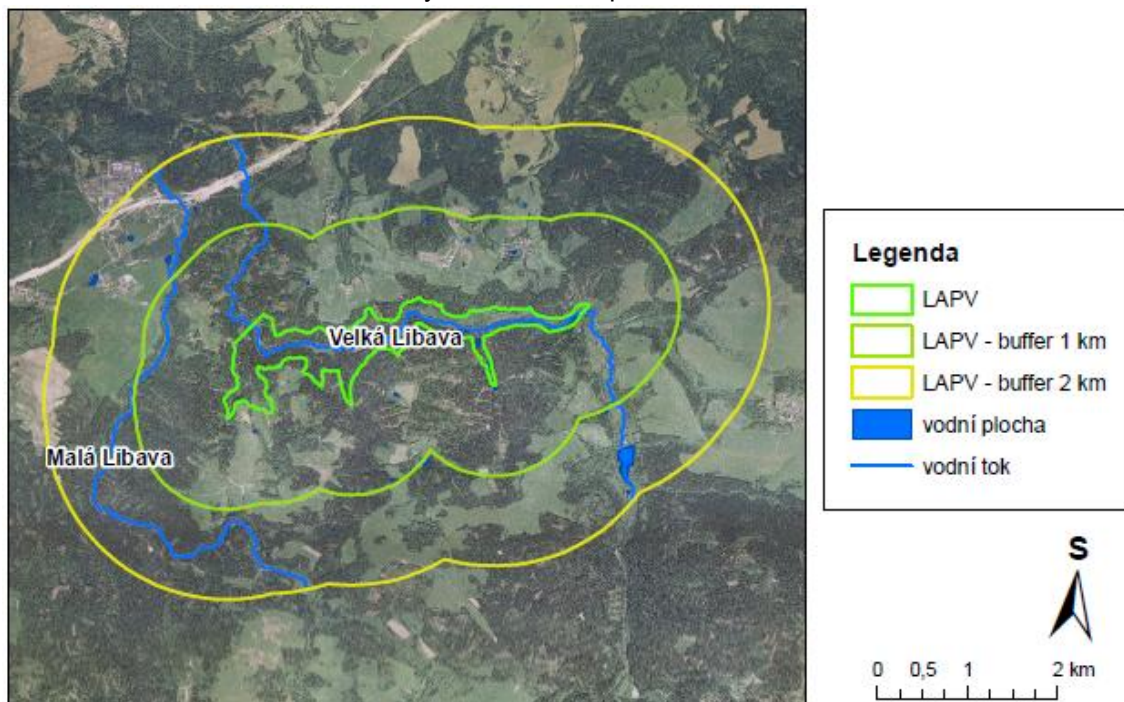 Velká Libava
Malá Libava
Legenda
LAPV
LAPV - buffer 1 km
LAPV - buffer 2 km
vodní plocha
vodní tok
S
0 0,5 1 2 km